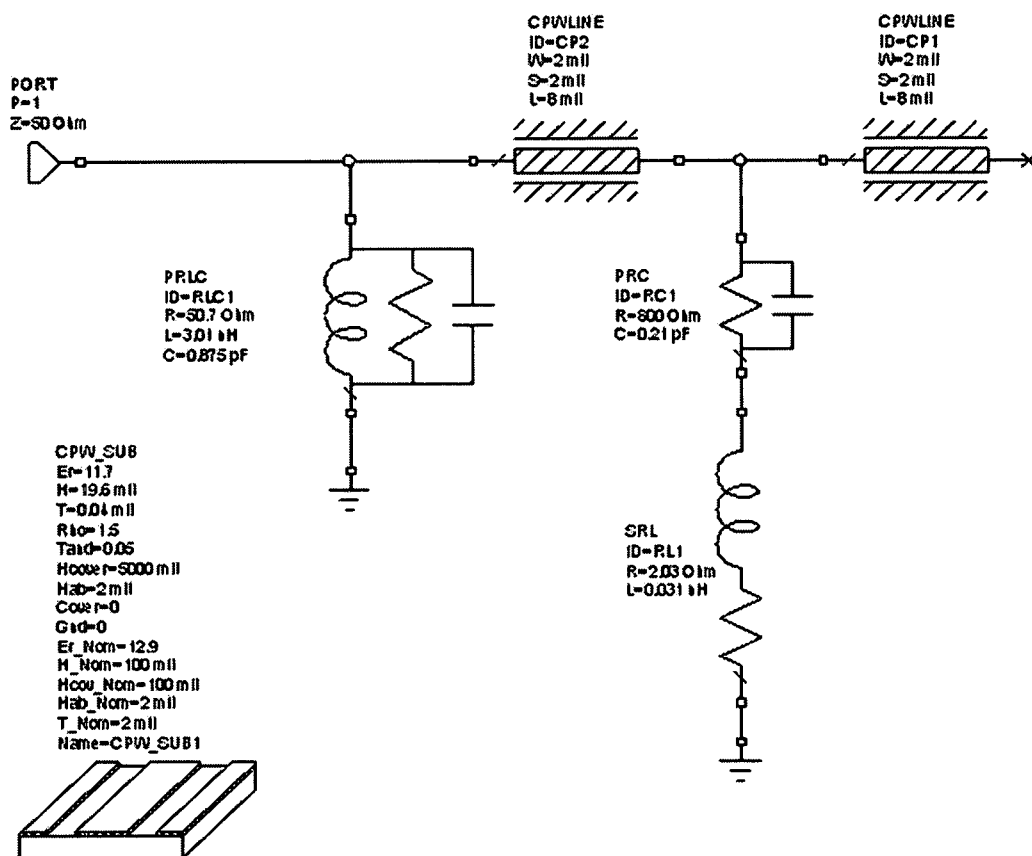 CPWLINE
ID=CP2
W=2 mil
S=2 mil
L=8 mil
CPWLINE
ID=CP1
W=2 mil
S=2 mil
L=8 mil
PORT
P=1
Z=50 Ohm
PRLC
ID=RLC1
R=50.7 Ohm
L=3.01 nH
C=0.875 pF
PRC
ID=RC1
R=800 Ohm
C=0.21 pF
SRL
ID=RL1
R=2.03 Ohm
L=0.031 nH
CPW_SUB
Er=11.7
H=19.6 mil
T=0.04 mil
Rho=1.5
Tand=0.05
Hcover=5000 mil
Hab=2 mil
Cover=0
Gnd=0
Er_Nom=12.9
H_Nom=100 mil
Hcov_Nom=100 mil
Hab_Nom=2 mil
T_Nom=2 mil
Name=CPW_SUB1